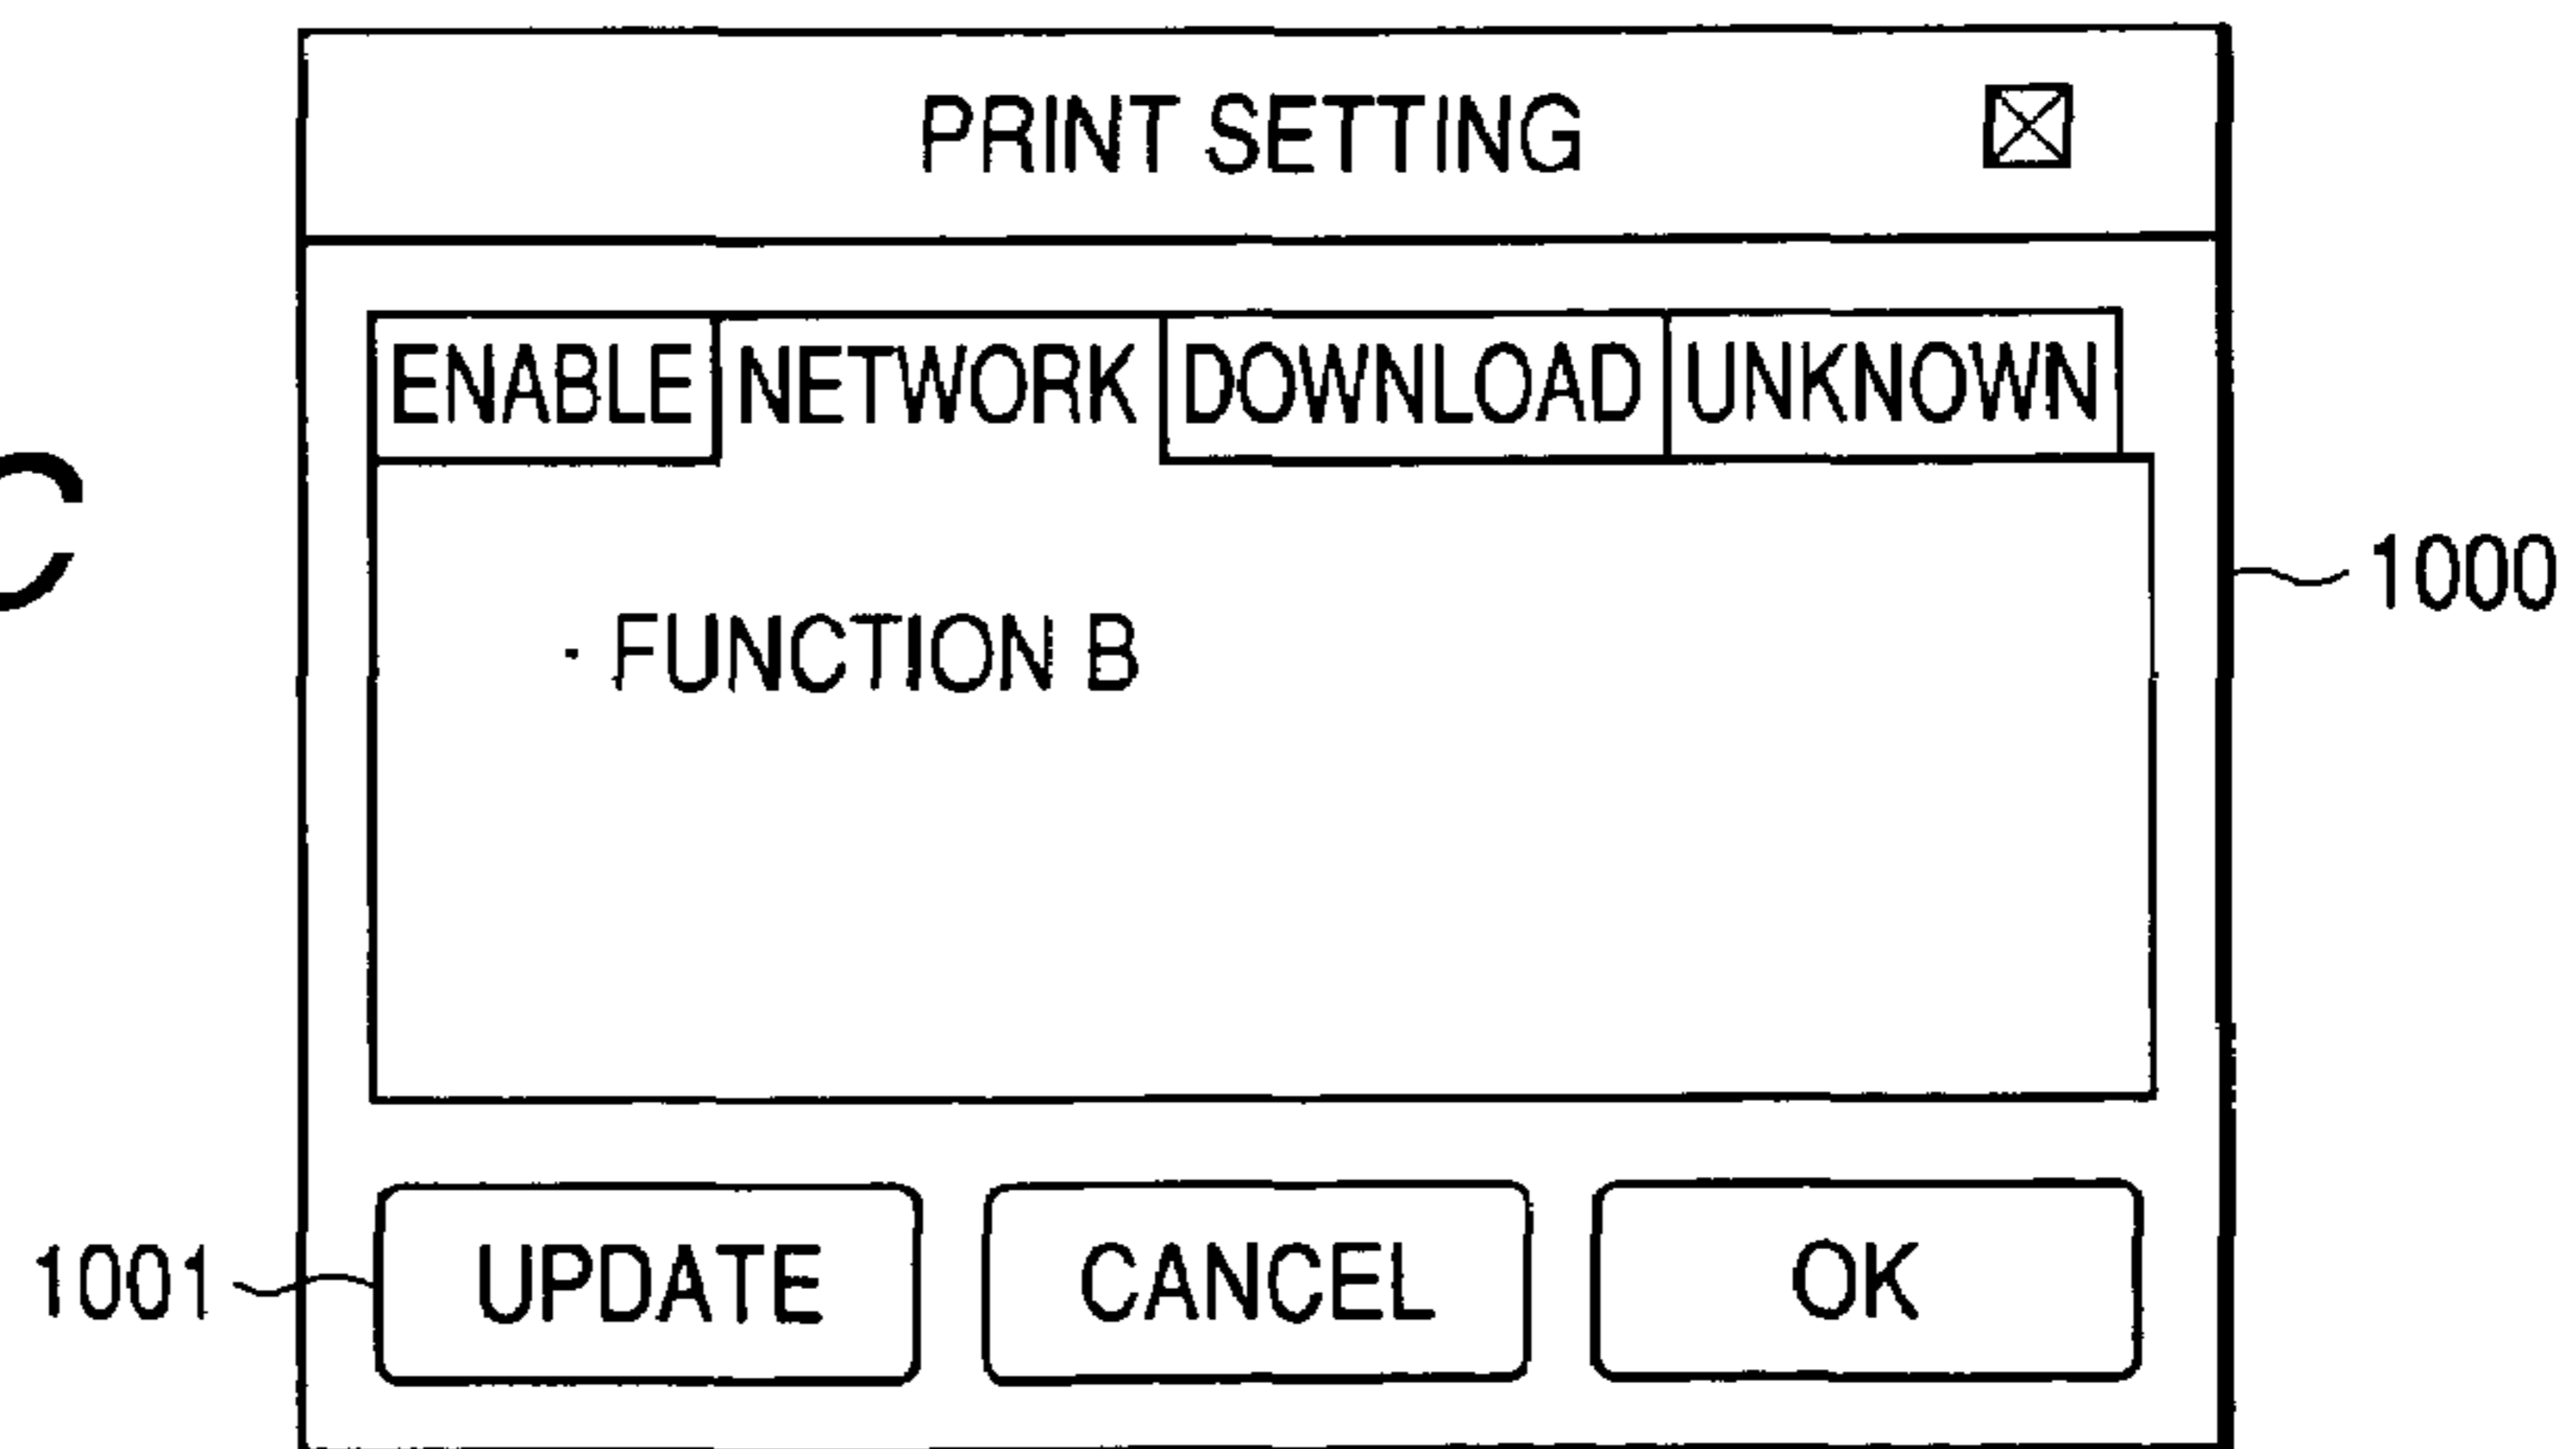 PRINT SETTING
ENABLE NETWORK DOWNLOAD UNKNOWN
C
1000
· FUNCTION B
1001 UPDATE CANCEL OK